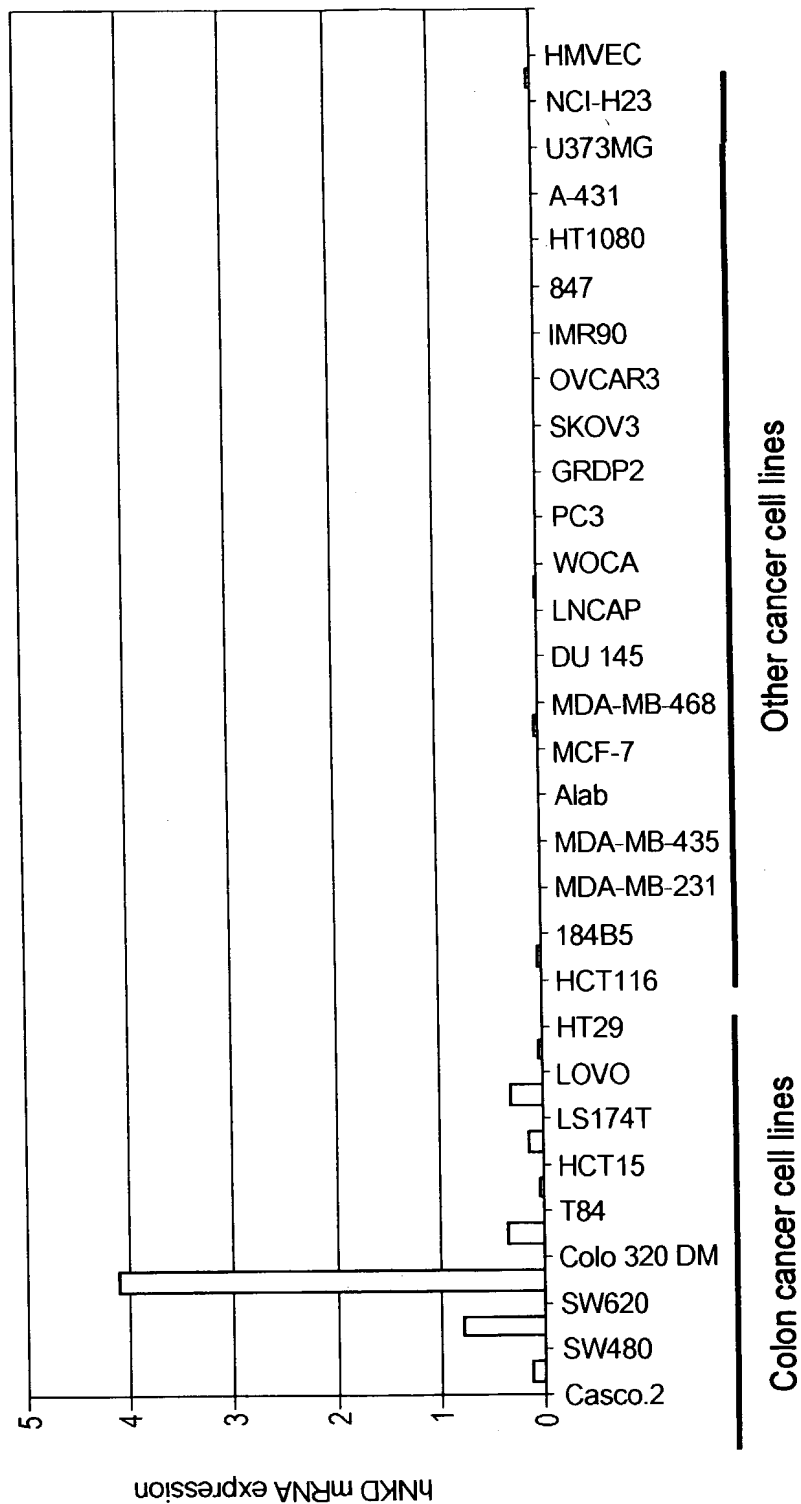 hNKD mRNA expression
5
4
3
2
1
0
Casco.2
SW480
SW620
Colo 320 DM
T84
HCT15
LS174T
LOVO
HT29
HCT116
184B5
MDA-MB-231
MDA-MB-435
Alab
MCF-7
MDA-MB-468
DU 145
LNCAP
WOCA
PC3
GRDP2
SKOV3
OVCAR3
IMR90
847
HT1080
A-431
U373MG
NCI-H23
HMVEC
Colon cancer cell lines
Other cancer cell lines